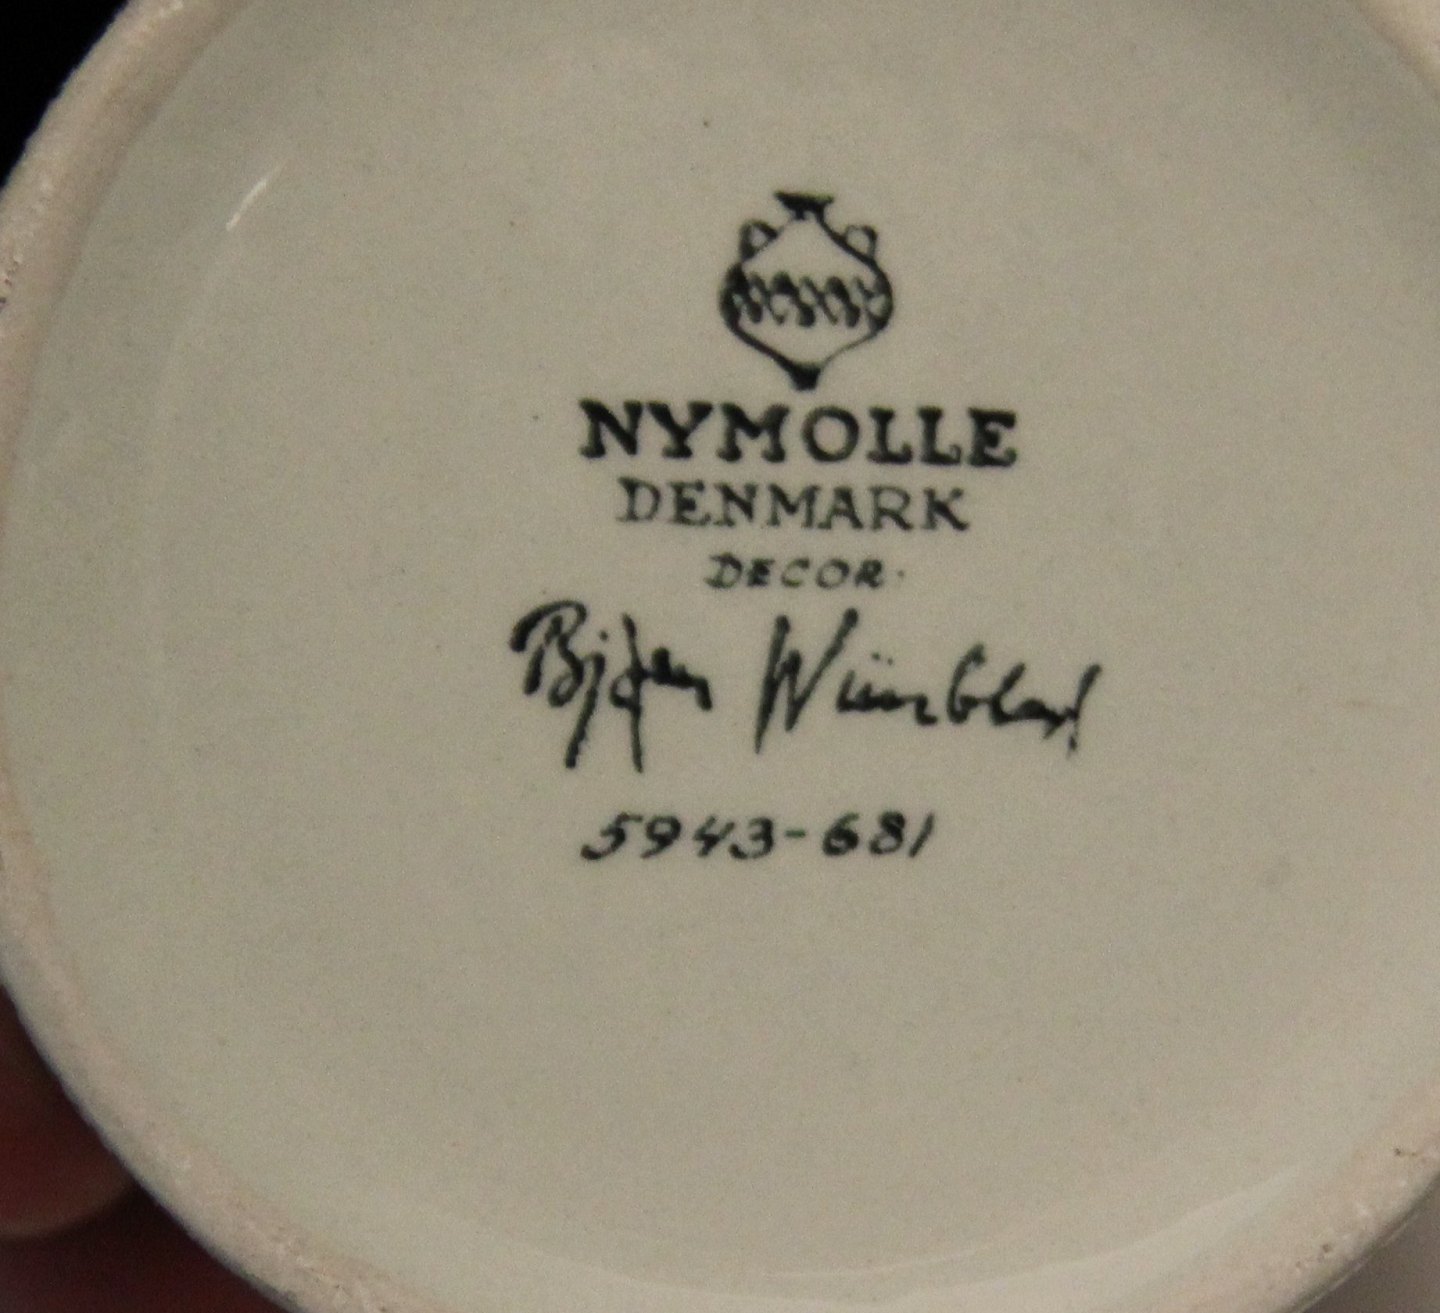 NYMOLLE
DENMARK
DECOR.
Bjørn Wiinblad
5943-681